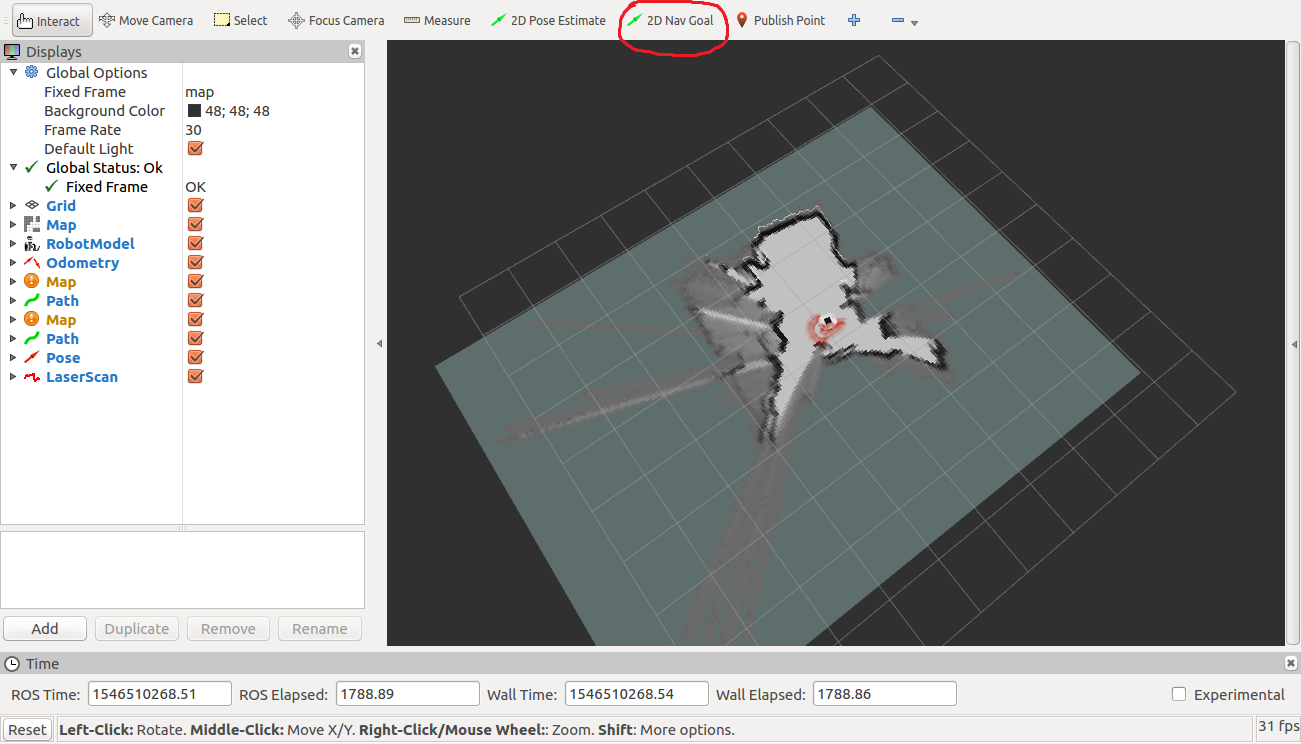 Interact Move Camera Select Focus Camera Measure 2D Pose Estimate 2D Nav Goal Publish Point
Displays
Global Options
Fixed Frame map
Background Color 48; 48; 48
Frame Rate 30
Default Light
Global Status: Ok
Fixed Frame OK
Grid
Map
RobotModel
Odometry
Map
Path
Map
Path
Pose
LaserScan
Add Duplicate Remove Rename
Time
ROS Time: 1546510268.51 ROS Elapsed: 1788.89 Wall Time: 1546510268.54 Wall Elapsed: 1788.86 Experimental
Reset Left-Click: Rotate. Middle-Click: Move X/Y. Right-Click/Mouse Wheel:: Zoom. Shift: More options. 31 fps